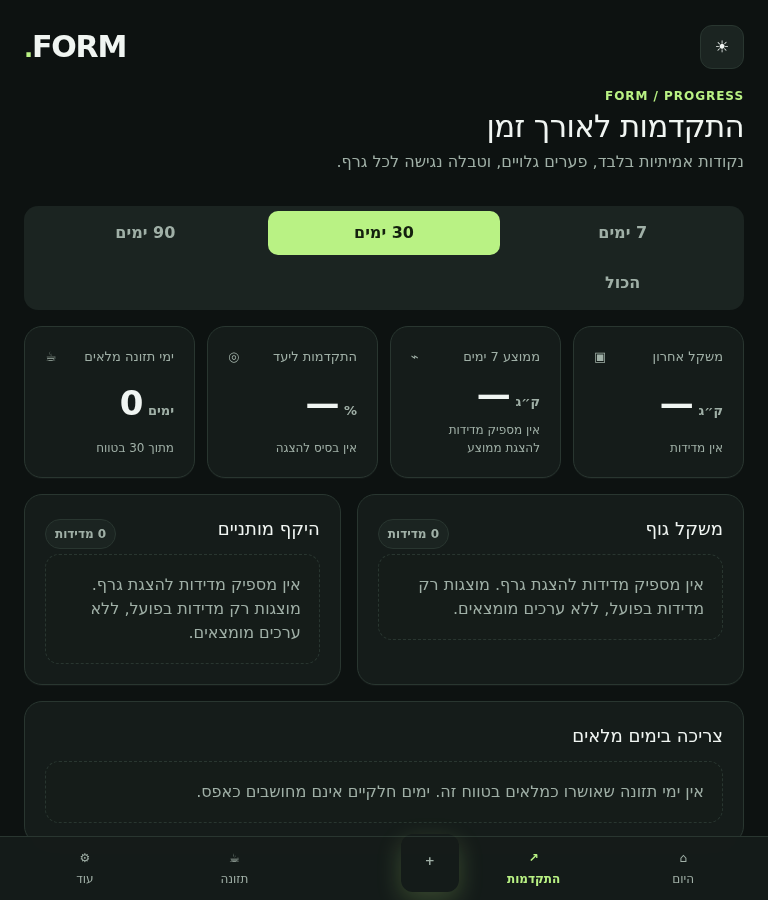 FORM.
FORM / PROGRESS
התקדמות לאורך זמן
נקודות אמיתיות בלבד, פערים גלויים, וטבלה נגישה לכל גרף.
7 ימים
30 ימים
90 ימים
הכול
משקל אחרון
— ק״ג
אין מדידות
ממוצע 7 ימים
— ק״ג
אין מספיק מדידות
להצגת ממוצע
התקדמות ליעד
— %
אין בסיס להצגה
ימי תזונה מלאים
0 ימים
מתוך 30 בטווח
משקל גוף
0 מדידות
אין מספיק מדידות להצגת גרף. מוצגות רק
מדידות בפועל, ללא ערכים מומצאים.
היקף מותניים
0 מדידות
אין מספיק מדידות להצגת גרף.
מוצגות רק מדידות בפועל, ללא
ערכים מומצאים.
צריכה בימים מלאים
אין ימי תזונה שאושרו כמלאים בטווח זה. ימים חלקיים אינם מחושבים כאפס.
היום
התקדמות
+
תזונה
עוד